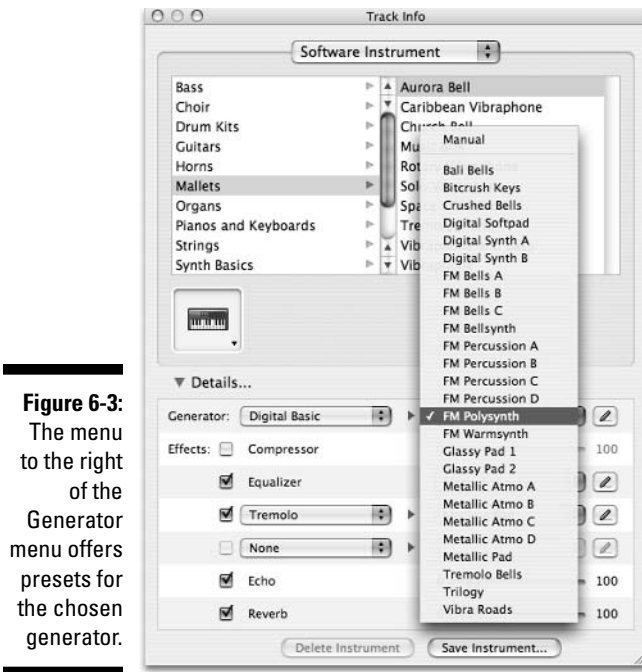 Track Info
Software Instrument
Bass
Choir
Drum Kits
Guitars
Horns
Mallets
Organs
Pianos and Keyboards
Strings
Synth Basics
Aurora Bell
Caribbean Vibraphone
Manual
Bali Bells
Bitcrush Keys
Crushed Bells
Digital Softpad
Digital Synth A
Digital Synth B
FM Bells A
FM Bells B
FM Bells C
FM Bellsynth
FM Percussion A
FM Percussion B
FM Percussion C
FM Percussion D
✓ FM Polysynth
FM Warmsynth
Glassy Pad 1
Glassy Pad 2
Metallic Atmo A
Metallic Atmo B
Metallic Atmo C
Metallic Atmo D
Metallic Pad
Tremolo Bells
Trilogy
Vibra Roads
Details...
Generator: Digital Basic
Effects: Compressor 100
Equalizer
Tremolo
None
Echo 100
Reverb 100
Delete Instrument Save Instrument...
Figure 6-3:
The menu
to the right
of the
Generator
menu offers
presets for
the chosen
generator.